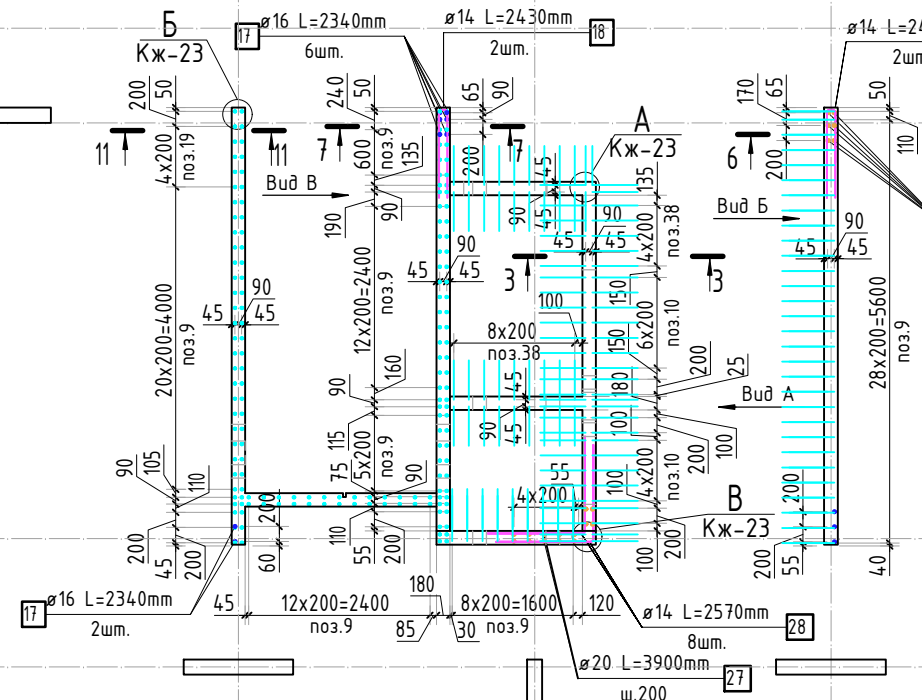 Б
Кж-23
17
ø16 L=2340mm
6шт.
ø14 L=2430mm
2шт.
18
ø14 L=24
2шт
200
50
4x200
поз.19
11
11
Вид В
240
50
600
поз.9
135
190
90
7
7
65
90
200
А
Кж-23
45
90
45
135
4x200
поз.38
90
45
45
3
3
170
65
200
6
50
110
Вид Б
90
45
45
28x200=5600
поз.9
20x200=4000
поз.9
45
90
45
12x200=2400
поз.9
45
90
45
100
8x200
поз.38
150
6x200
поз.10
150
200
25
180
100
Вид А
200
100
160
90
115
5x200
поз.9
75
90
110
55
200
45
90
45
55
4x200
100
4x200
поз.10
В
Кж-23
100
200
90
105
110
200
45
200
200
60
200
200
55
40
17
ø16 L=2340mm
2шт.
45
12x200=2400
поз.9
85
180
30
8x200=1600
поз.9
120
ø14 L=2570mm
8шт.
28
ø20 L=3900mm
ш.200
27